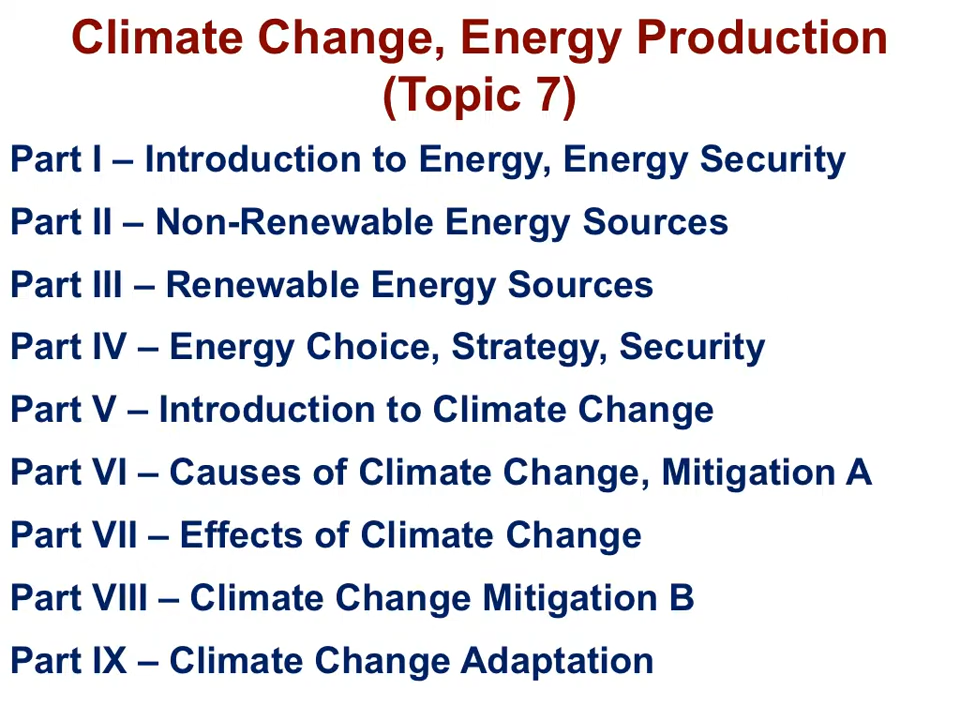 Climate Change, Energy Production
(Topic 7)
Part I – Introduction to Energy, Energy Security
Part II – Non-Renewable Energy Sources
Part III – Renewable Energy Sources
Part IV – Energy Choice, Strategy, Security
Part V – Introduction to Climate Change
Part VI – Causes of Climate Change, Mitigation A
Part VII – Effects of Climate Change
Part VIII – Climate Change Mitigation B
Part IX – Climate Change Adaptation